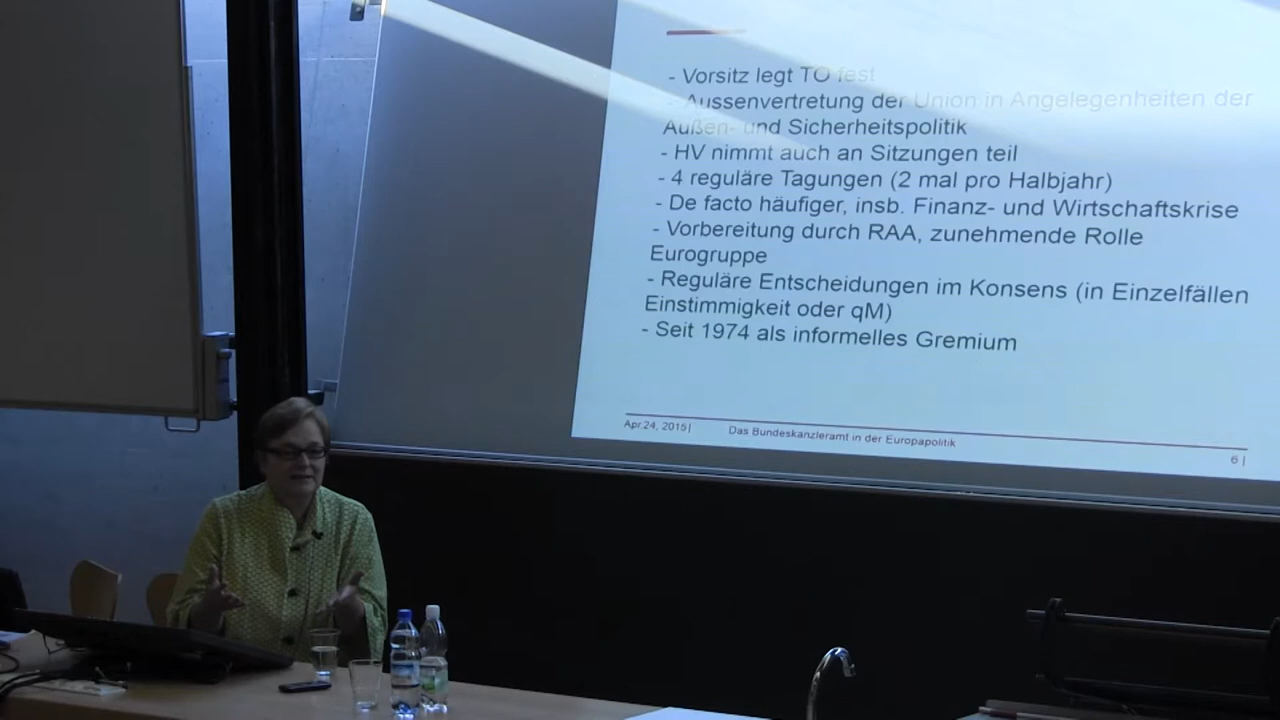 - Vorsitz legt TO fest
- Aussenvertretung der Union in Angelegenheiten der
Außen- und Sicherheitspolitik
- HV nimmt auch an Sitzungen teil
- 4 reguläre Tagungen (2 mal pro Halbjahr)
- De facto häufiger, insb. Finanz- und Wirtschaftskrise
- Vorbereitung durch RAA, zunehmende Rolle
Eurogruppe
- Reguläre Entscheidungen im Konsens (in Einzelfällen
Einstimmigkeit oder qM)
- Seit 1974 als informelles Gremium
Apr.24, 2015| Das Bundeskanzleramt in der Europapolitik
6 |